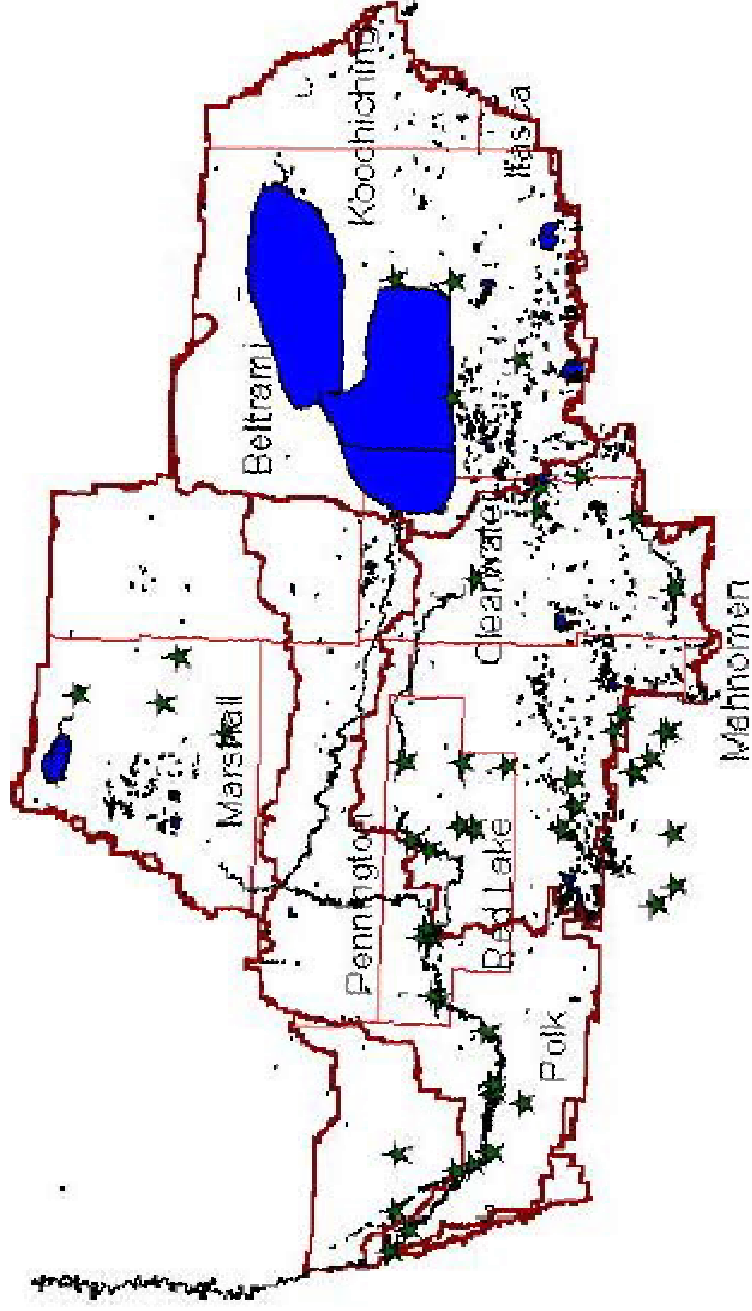 Koochiching
Itasca
Beltrami
Clearwater
Marshall
Mahnomen
Pennington
Red Lake
Polk